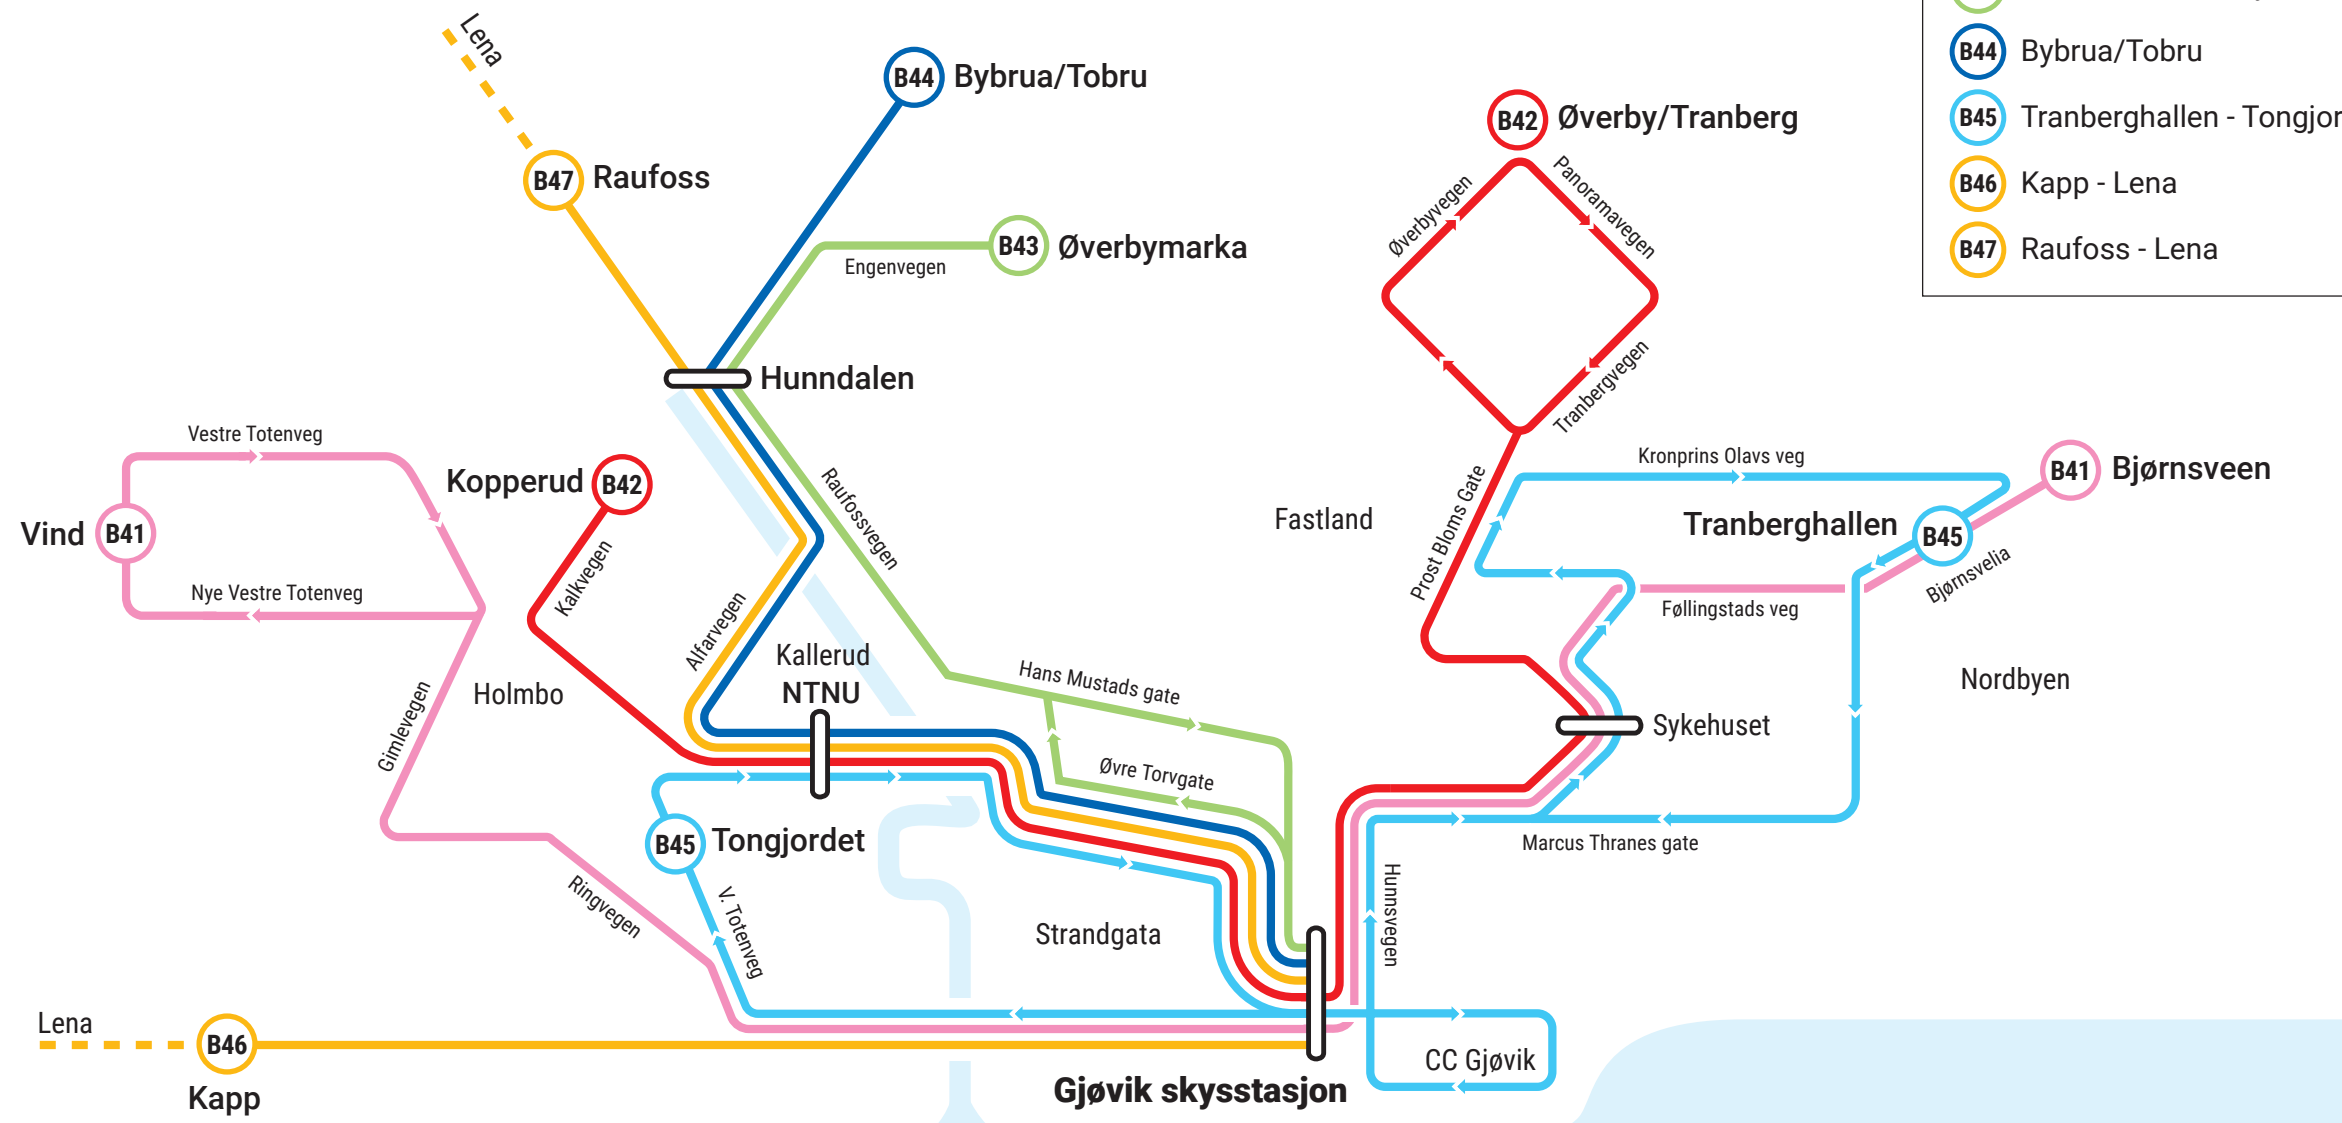 Lena
B44 Bybrua/Tobru
B44 Bybrua/Tobru
B42 Øverby/Tranberg
B45 Tranberghallen - Tongjor
B47 Raufoss
B46 Kapp - Lena
Øverbyvegen
Panoramavegen
B43 Øverbymarka
B47 Raufoss - Lena
Engenvegen
Hunndalen
Tranbergvegen
Vestre Totenveg
Kronprins Olavs veg
B41 Bjørnsveen
Kopperud B42
Raufossvegen
Fastland
Prost Blooms Gate
Tranberghallen B45
Vind B41
Kalkvegen
Bjørnsvelia
Nye Vestre Totenveg
Føllingstads veg
Alfarvegen
Kallerud
NTNU
Hans Mustads gate
Holmbo
Nordbyen
Gimlevegen
Sykehuset
Øvre Torvgate
B45 Tongjordet
Marcus Thranes gate
Ringvegen
V. Totenveg
Hunnsvegen
Strandgata
Lena
B46
Kapp
CC Gjøvik
Gjøvik skysstasjon